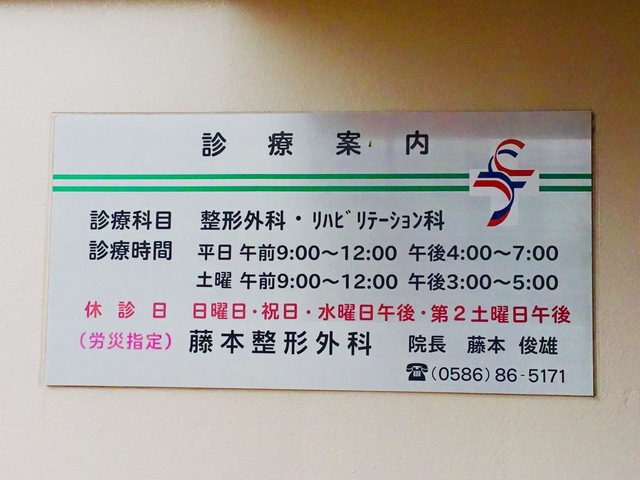 診療案内
診療科目 整形外科・ﾘﾊﾋﾞﾘﾃｰｼｮﾝ科
診療時間 平日 午前9:00～12:00 午後4:00～7:00
土曜 午前9:00～12:00 午後3:00～5:00
休診日 日曜日・祝日・水曜日午後・第2土曜日午後
(労災指定) 藤本整形外科 院長 藤本 俊雄
☎(0586)86-5171